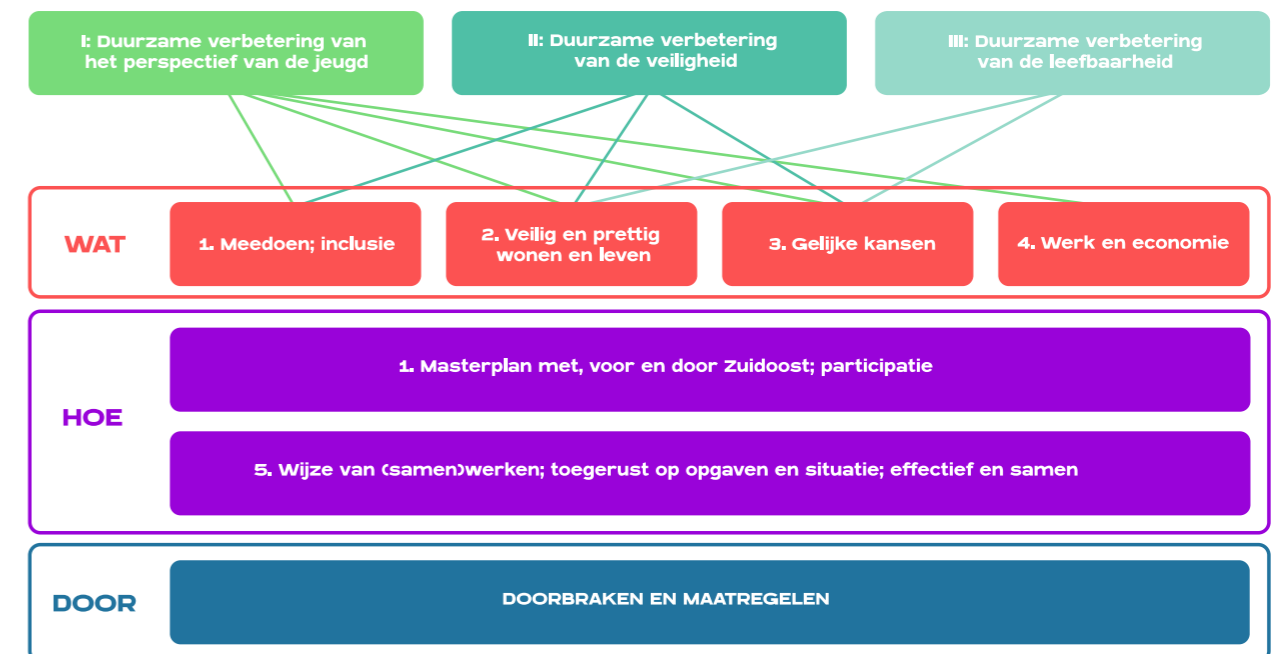 I: Duurzame verbetering van
het perspectief van de jeugd
II: Duurzame verbetering
van de veiligheid
III: Duurzame verbetering
van de leefbaarheid
WAT
1. Meedoen; inclusie
2. Veilig en prettig
wonen en leven
3. Gelijke kansen
4. Werk en economie
HOE
1. Masterplan met, voor en door Zuidoost; participatie
5. Wijze van (samen)werken; toegerust op opgaven en situatie; effectief en samen
DOOR
DOORBRAKEN EN MAATREGELEN